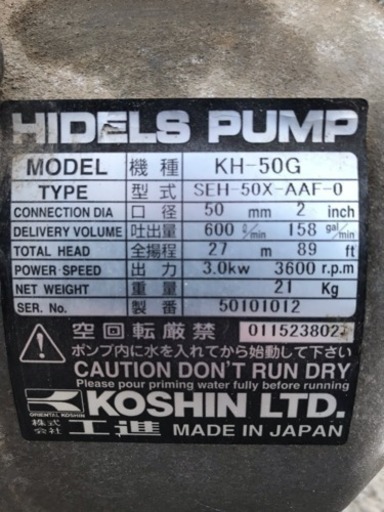 HIDELS PUMP
MODEL 機種 KH-50G
TYPE 型式 SEH-50X-AAF-0
CONNECTION DIA 口径 50 mm 2 inch
DELIVERY VOLUME 吐出量 600 ℓ/min 158 gal/min
TOTAL HEAD 全揚程 27 m 89 ft
POWER·SPEED 出力 3.0kw 3600 r.p.m
NET WEIGHT 重量 21 Kg
SER. No. 製番 50101012
空回転厳禁 0115238023
ポンプ内に水を入れてから始動して下さい
CAUTION DON'T RUN DRY
Please pour priming water fully before running
KOSHIN LTD.
ORIENTAL KOSHIN
株式会社 工進 MADE IN JAPAN